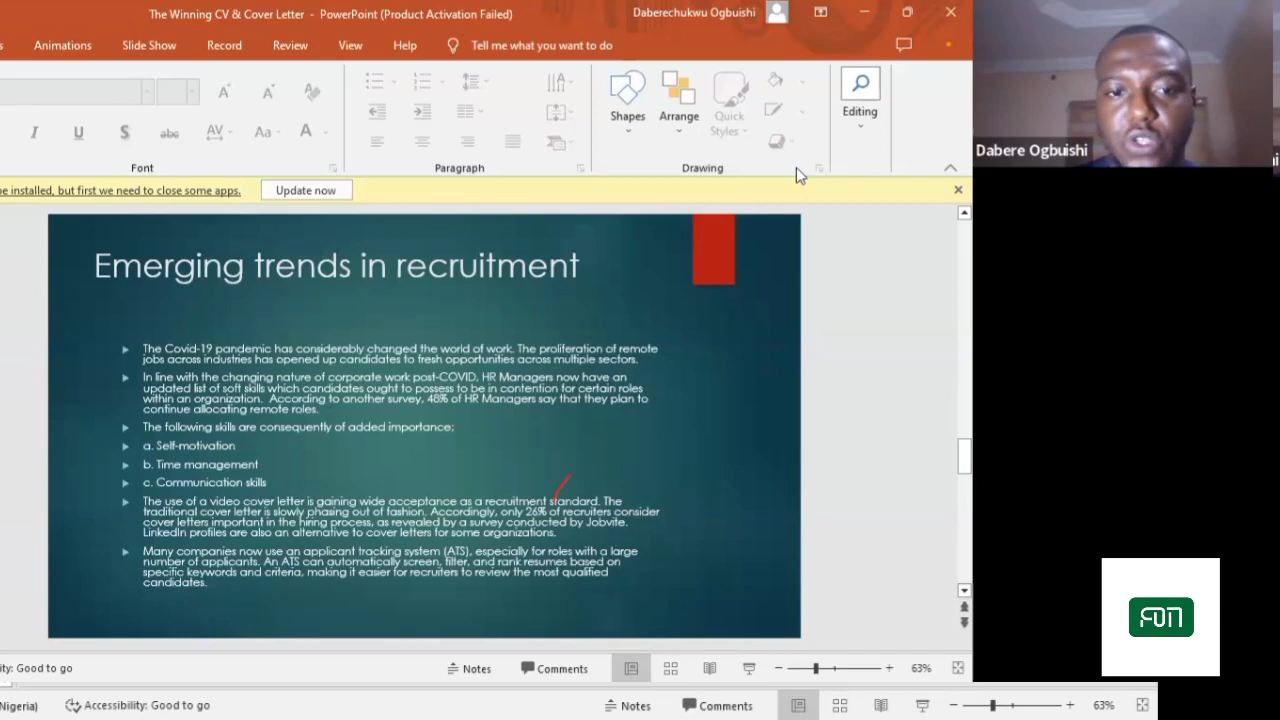 The Winning CV & Cover Letter - PowerPoint (Product Activation Failed)
Daberechukwu Ogbuishi
Animations Slide Show Record Review View Help Tell me what you want to do
I U S abc AV Aa A
Shapes Arrange Quick Styles
Editing
Font Paragraph Drawing
Dabere Ogbuishi
be installed, but first we need to close some apps. Update now
Emerging trends in recruitment
The Covid-19 pandemic has considerably changed the world of work. The proliferation of remote
jobs across industries has opened up candidates to fresh opportunities across multiple sectors.
In line with the changing nature of corporate work post-COVID, HR Managers now have an
updated list of soft skills which candidates ought to possess to be in contention for certain roles
within an organization. According to another survey, 48% of HR Managers say that they plan to
continue allocating remote roles.
The following skills are consequently of added importance;
a. Self-motivation
b. Time management
c. Communication skills
The use of a video cover letter is gaining wide acceptance as a recruitment standard. The
traditional cover letter is slowly phasing out of fashion. Accordingly, only 26% of recruiters consider
cover letters important in the hiring process, as revealed by a survey conducted by Jobvite.
LinkedIn profiles are also an alternative to cover letters for some organizations.
Many companies now use an applicant tracking system (ATS), especially for roles with a large
number of applicants. An ATS can automatically screen, filter, and rank resumes based on
specific keywords and criteria, making it easier for recruiters to review the most qualified
candidates.
ity: Good to go Notes Comments 63%
Nigeria) Accessibility: Good to go Notes Comments 63%